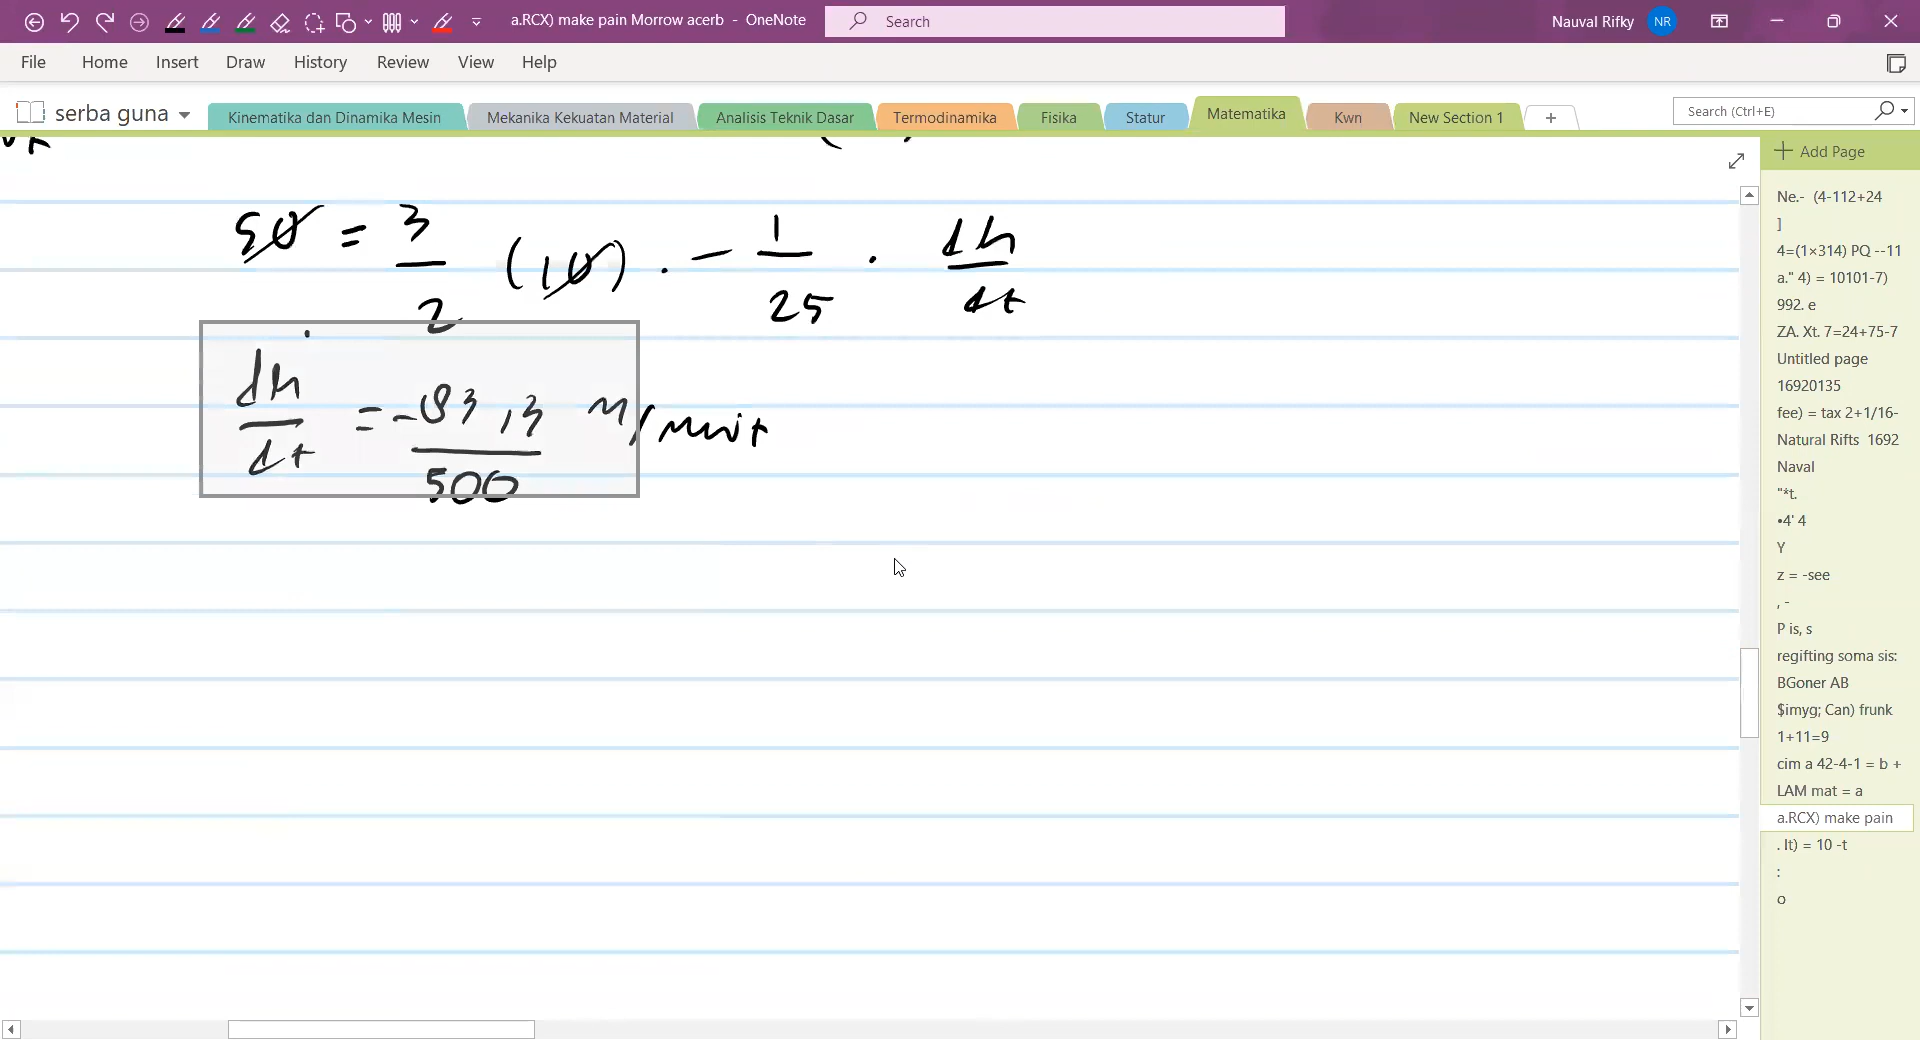 a.RCX) make pain Morrow acerb - OneNote
Search
Nauval Rifky
NR
File Home Insert Draw History Review View Help
serba guna
Kinematika dan Dinamika Mesin
Mekanika Kekuatan Material
Analisis Teknik Dasar
Termodinamika
Fisika
Statur
Matematika
Kwn
New Section 1
+
Search (Ctrl+E)
50 = 3/2 (10) . - 1/25 . dh/dt
dh/dt = -83,3/500 m/menit
Add Page
Ne.- (4-112+24
]
4=(1×314) PQ --11
a." 4) = 10101-7)
992. e
ZA. Xt. 7=24+75-7
Untitled page
16920135
fee) = tax 2+1/16-
Natural Rifts 1692
Naval
"*t.
•4' 4
Y
z = -see
, -
P is, s
regifting soma sis:
BGoner AB
$imyg; Can) frunk
1+11=9
cim a 42-4-1 = b +
LAM mat = a
a.RCX) make pain
. It) = 10 -t
:
o